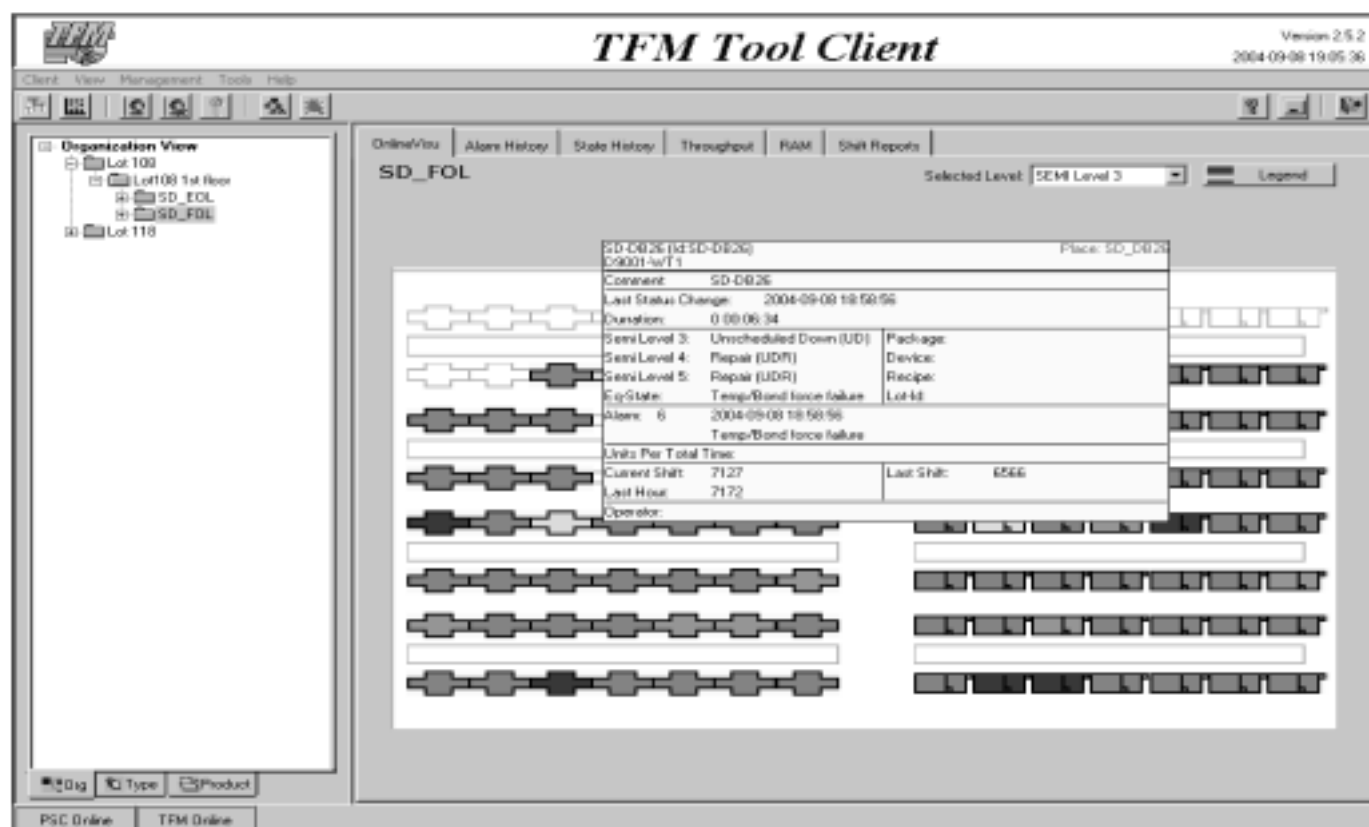 TFM
TFM Tool Client
Version 2.5.2
2004-09-08 19:05:36
Client View Management Tools Help
Organization View
Lot 108
Lot108 1st floor
SD_EOL
SD_FOL
Lot 118
OnlineVisu Alarm History State History Throughput RAM Shift Reports
SD_FOL
Selected Level: SEMI Level 3 Legend
SD-DB26 (Id:SD-DB26) Place: SD_DB26
D9001-WT1
Comment: SD-DB26
Last Status Change: 2004-09-08 18:58:56
Duration: 0 00:06:34
Semi Level 3: Unscheduled Down (UD) Package:
Semi Level 4: Repair (UDR) Device:
Semi Level 5: Repair (UDR) Recipe:
Eq-State: Temp/Bond force failure Lot-Id:
Alarm: 6 2004-09-08 18:58:56
Temp/Bond force failure
Units Per Total Time:
Current Shift: 7127 Last Shift: 6566
Last Hour: 7172
Operator:
Org Type Product
PSC Online TFM Online